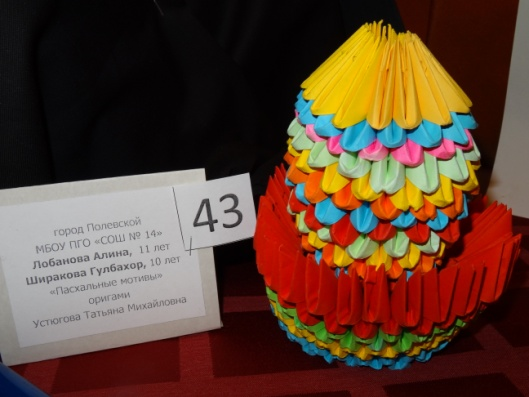 город Полевской
МБОУ ПГО «СОШ № 14»
Лобанова Алина, 11 лет
Ширакова Гулбахор, 10 лет
«Пасхальные мотивы»
оригами
Устюгова Татьяна Михайловна
43